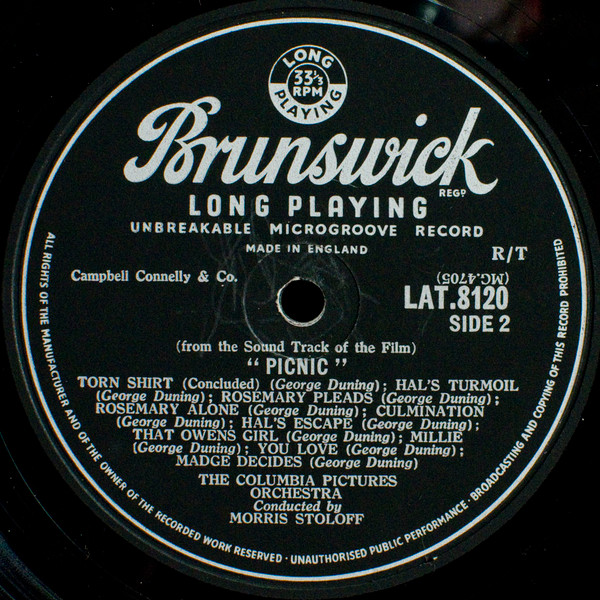 LONG
33⅓
RPM
PLAYING
Brunswick
REGD
LONG PLAYING
UNBREAKABLE MICROGROOVE RECORD
MADE IN ENGLAND
R/T
Campbell Connelly & Co.
(MG.4705)
LAT.8120
SIDE 2
(from the Sound Track of the Film)
“ PICNIC ”
TORN SHIRT (Concluded) (George Duning); HAL'S TURMOIL
(George Duning); ROSEMARY PLEADS (George Duning);
ROSEMARY ALONE (George Duning); CULMINATION
(George Duning); HAL'S ESCAPE (George Duning);
THAT OWENS GIRL (George Duning); MILLIE
(George Duning); YOU LOVE (George Duning);
MADGE DECIDES (George Duning)
THE COLUMBIA PICTURES
ORCHESTRA
Conducted by
MORRIS STOLOFF
ALL RIGHTS OF THE MANUFACTURER AND OF THE OWNER OF THE RECORDED WORK RESERVED · UNAUTHORISED PUBLIC PERFORMANCE · BROADCASTING AND COPYING OF THIS RECORD PROHIBITED